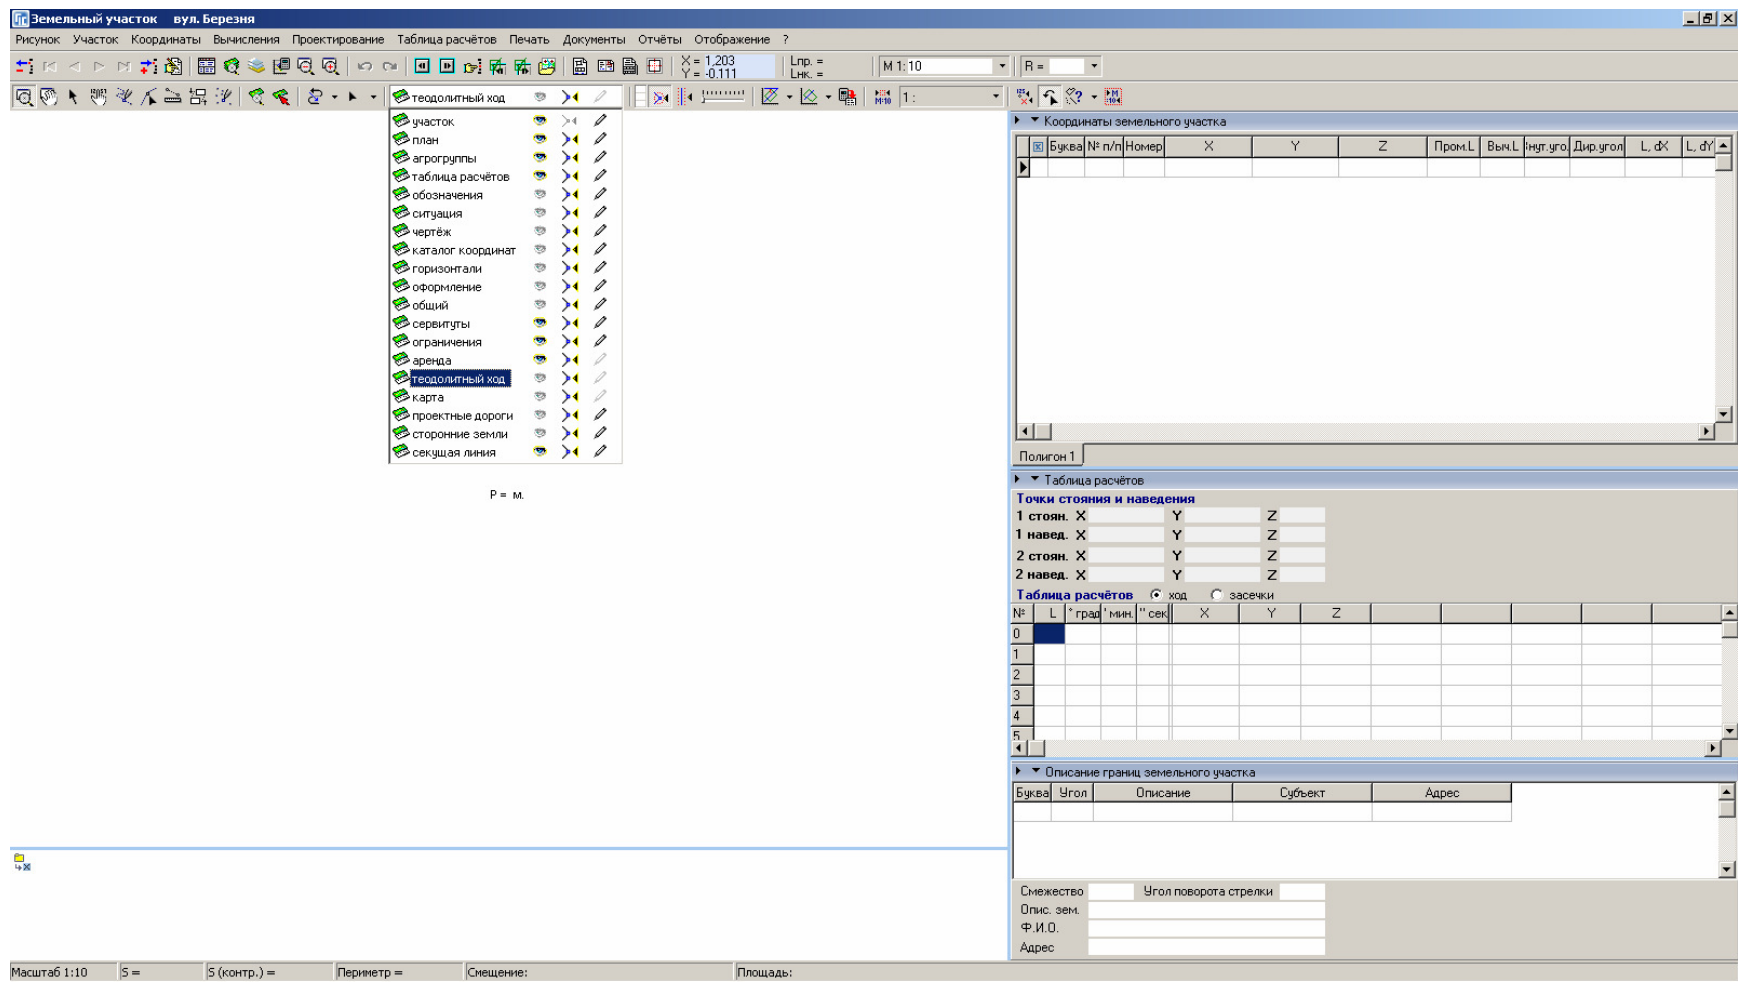 Земельный участок вул. Березня
Рисунок Участок Координаты Вычисления Проектирование Таблица расчётов Печать Документы Отчёты Отображение ?
X = 1,203
Y = -0.111
Lпр. =
Lнк. =
М 1: 10
R =
теодолитный ход
1 :
участок
план
агрогруппы
таблица расчётов
обозначения
ситуация
чертёж
каталог координат
горизонтали
оформление
общий
сервитуты
ограничения
аренда
теодолитный ход
карта
проектные дороги
сторонние земли
секущая линия
P = м.
Координаты земельного участка
Буква № п/п Номер X Y Z Пром.L Выч.L Внут.уго. Дир.угол L, dX L, dY
Полигон 1
Таблица расчётов
Точки стояния и наведения
1 стоян. X Y Z
1 навед. X Y Z
2 стоян. X Y Z
2 навед. X Y Z
Таблица расчётов ход засечки
№ L ° град ' мин. '' сек X Y Z
0
1
2
3
4
5
Описание границ земельного участка
Буква Угол Описание Субъект Адрес
Смежество Угол поворота стрелки
Опис. зем.
Ф.И.О.
Адрес
Масштаб 1:10 S = S (контр.) = Периметр = Смещение: Площадь: